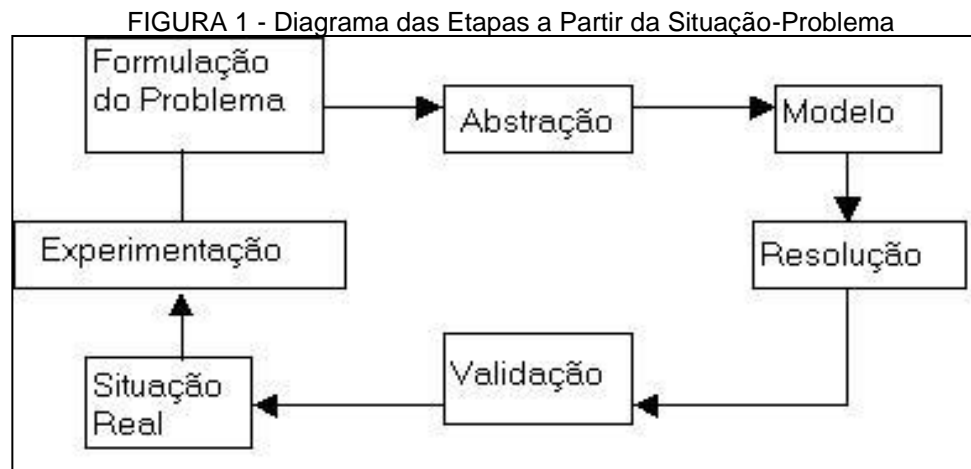 FIGURA 1 - Diagrama das Etapas a Partir da Situação-Problema
Formulação
do Problema
Abstração
Modelo
Experimentação
Resolução
Situação
Real
Validação